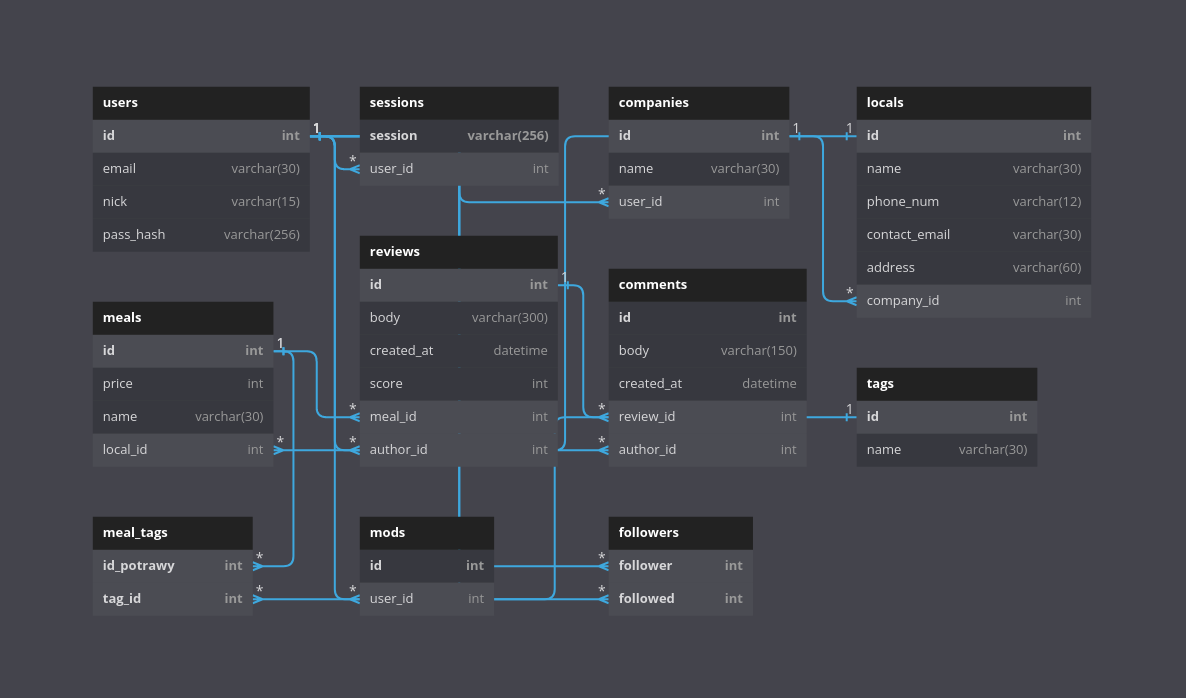 users
id int
email varchar(30)
nick varchar(15)
pass_hash varchar(256)
1
*
sessions
session varchar(256)
user_id int
companies
id int
name varchar(30)
user_id int
1
*
locals
id int
name varchar(30)
phone_num varchar(12)
contact_email varchar(30)
address varchar(60)
company_id int
1
*
reviews
id int
body varchar(300)
created_at datetime
score int
meal_id int
author_id int
1
*
*
comments
id int
body varchar(150)
created_at datetime
review_id int
author_id int
*
*
meals
id int
price int
name varchar(30)
local_id int
1
*
tags
id int
name varchar(30)
1
meal_tags
id_potrawy int
tag_id int
*
*
mods
id int
user_id int
*
followers
follower int
followed int
*
*